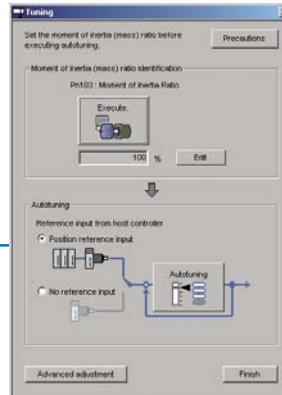 Tuning
Set the moment of inertia (mass) ratio before
executing autotuning.
Precautions
Moment of inertia (mass) ratio identification
Pn103 : Moment of Inertia Ratio
Execute.
100 %
Edit
Autotuning
Reference input from host controller
Position reference input
Autotuning
No reference input
Advanced adjustment
Finish